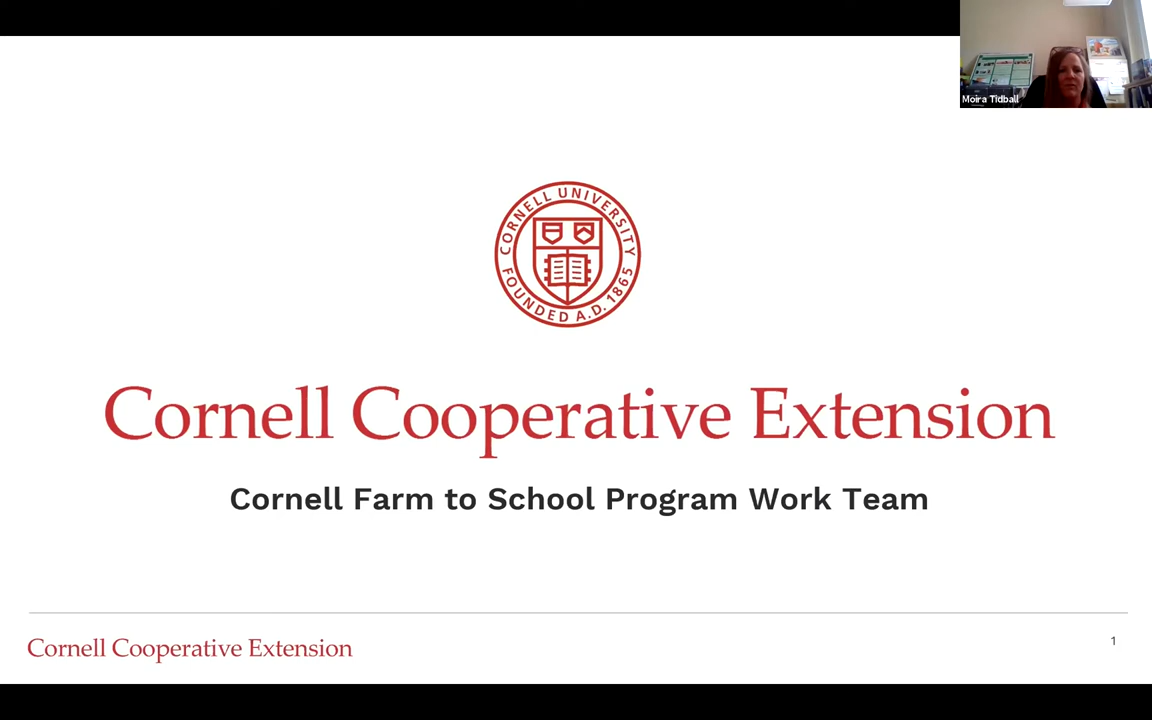 Moira Tidball
CORNELL UNIVERSITY
FOUNDED A.D. 1865
Cornell Cooperative Extension
Cornell Farm to School Program Work Team
Cornell Cooperative Extension
1